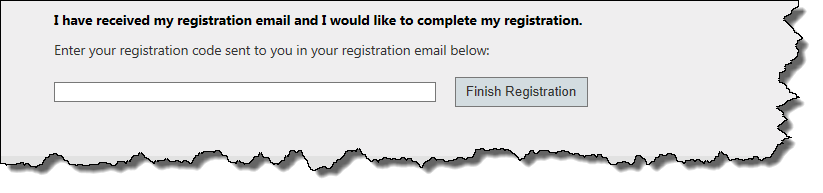 I have received my registration email and I would like to complete my registration.
Enter your registration code sent to you in your registration email below:
Finish Registration